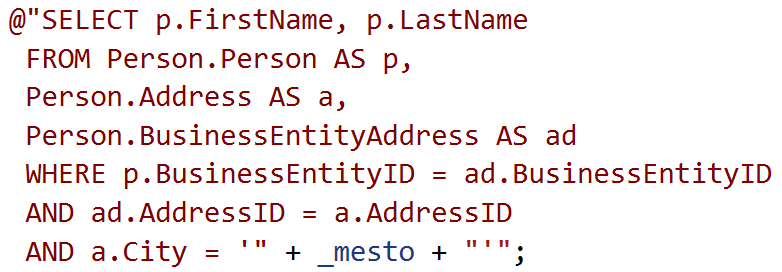 @"SELECT p.FirstName, p.LastName
FROM Person.Person AS p,
Person.Address AS a,
Person.BusinessEntityAddress AS ad
WHERE p.BusinessEntityID = ad.BusinessEntityID
AND ad.AddressID = a.AddressID
AND a.City = '" + _mesto + "'";